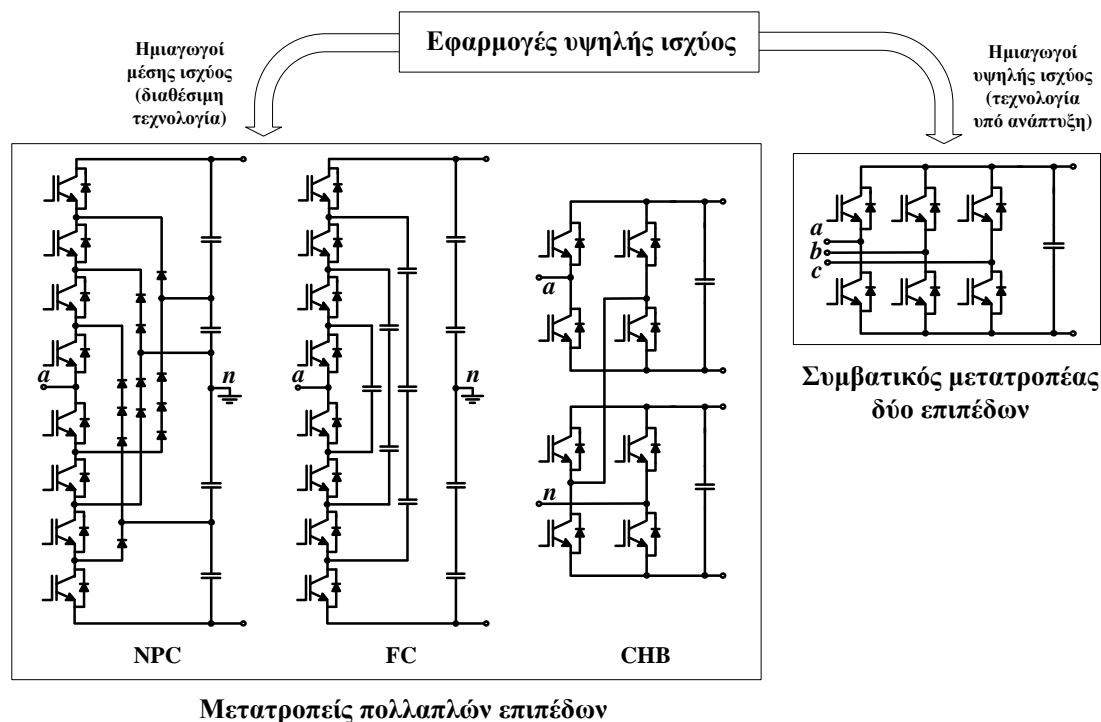 Εφαρμογές υψηλής ισχύος
Ημιαγωγοί
μέσης ισχύος
(διαθέσιμη
τεχνολογία)
Ημιαγωγοί
υψηλής ισχύος
(τεχνολογία
υπό ανάπτυξη)
a
n
NPC
a
n
FC
a
n
CHB
a
b
c
Συμβατικός μετατροπέας
δύο επιπέδων
Μετατροπείς πολλαπλών επιπέδων